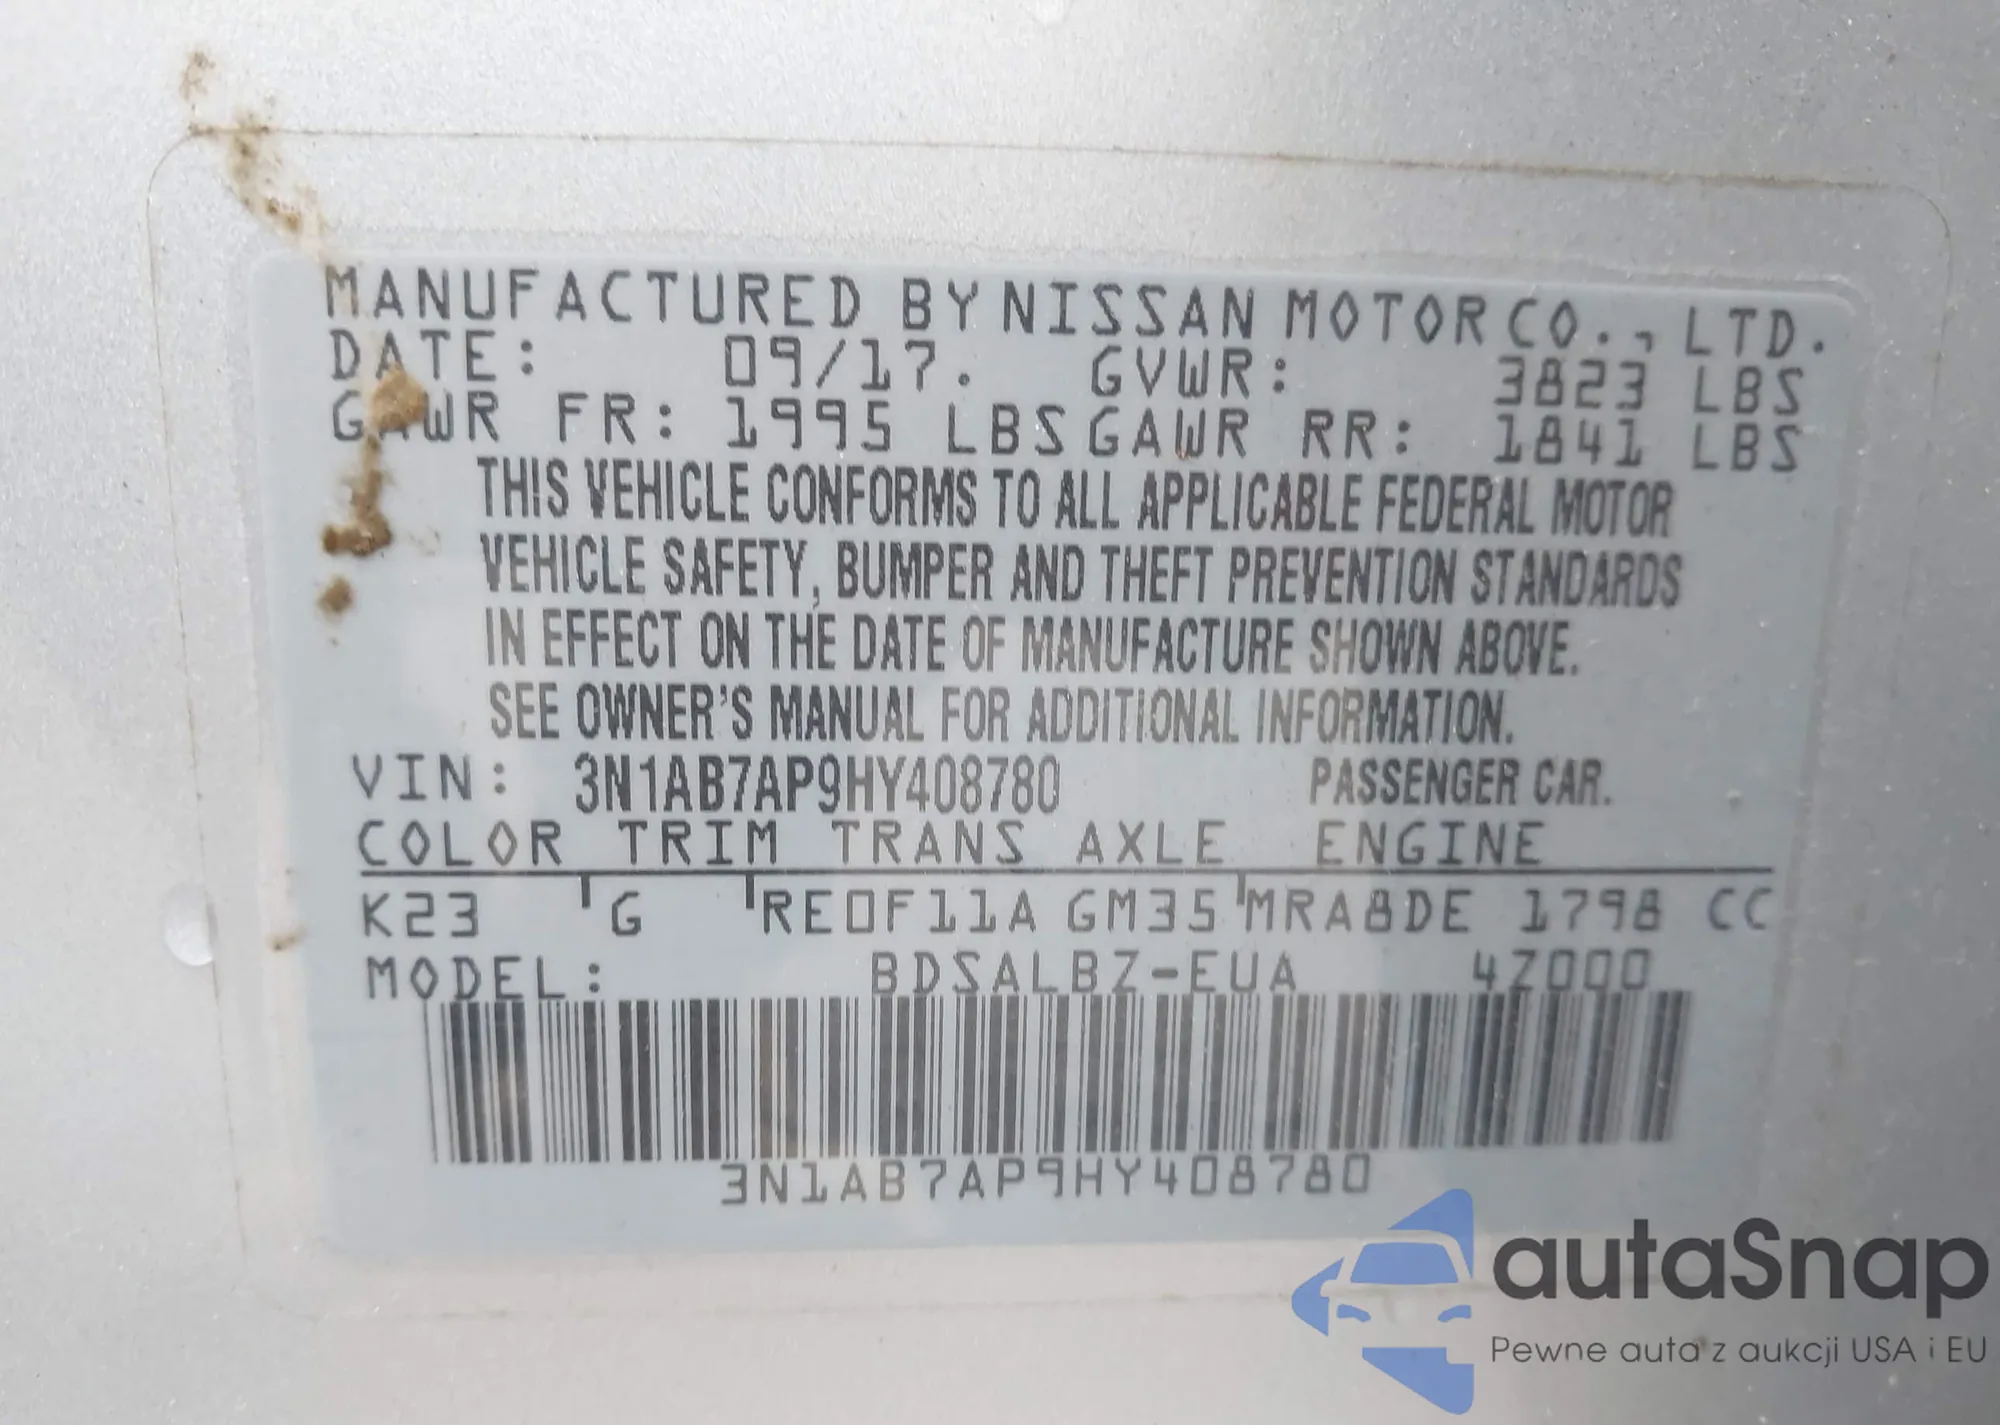 MANUFACTURED BY NISSAN MOTOR CO., LTD.
DATE: 09/17. GVWR: 3823 LBS
GAWR FR: 1995 LBS GAWR RR: 1841 LBS
THIS VEHICLE CONFORMS TO ALL APPLICABLE FEDERAL MOTOR
VEHICLE SAFETY, BUMPER AND THEFT PREVENTION STANDARDS
IN EFFECT ON THE DATE OF MANUFACTURE SHOWN ABOVE.
SEE OWNER'S MANUAL FOR ADDITIONAL INFORMATION.
VIN: 3N1AB7AP9HY408780 PASSENGER CAR.
COLOR TRIM TRANS AXLE ENGINE
K23 G RE0F11A GM35 MRA8DE 1798 CC
MODEL: BDSALBZ-EUA 4Z000
3N1AB7AP9HY408780
autaSnap
Pewne auta z aukcji USA i EU